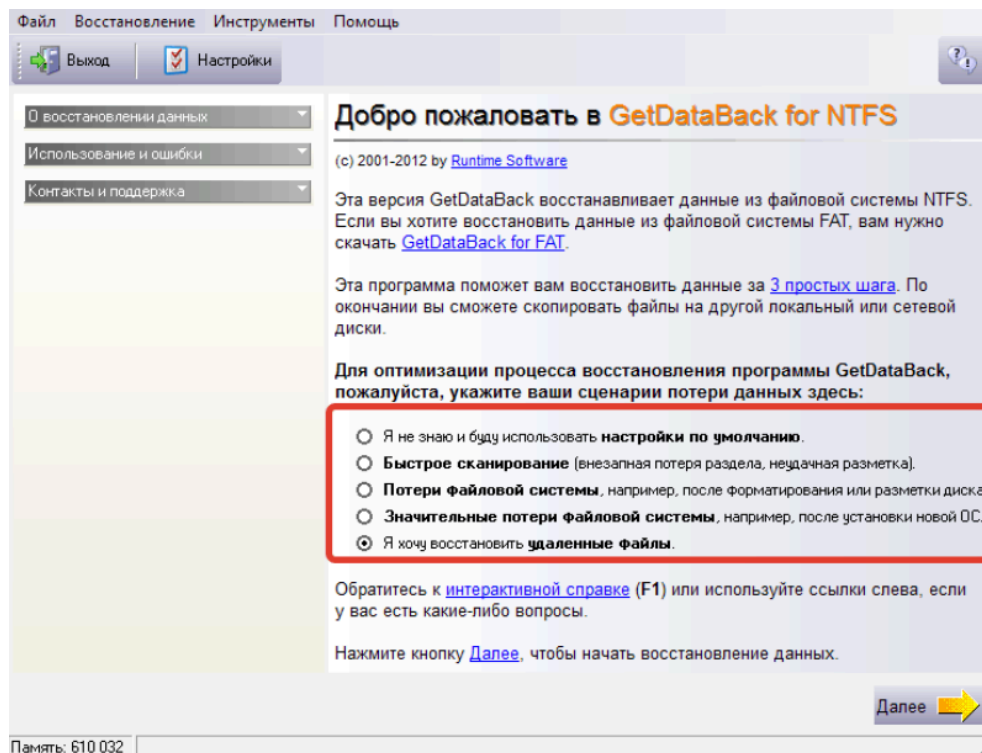 Файл Восстановление Инструменты Помощь
Выход Настройки
О восстановлении данных
Использование и ошибки
Контакты и поддержка
Добро пожаловать в GetDataBack for NTFS
(c) 2001-2012 by Runtime Software
Эта версия GetDataBack восстанавливает данные из файловой системы NTFS.
Если вы хотите восстановить данные из файловой системы FAT, вам нужно
скачать GetDataBack for FAT.
Эта программа поможет вам восстановить данные за 3 простых шага. По
окончании вы сможете скопировать файлы на другой локальный или сетевой
диски.
Для оптимизации процесса восстановления программы GetDataBack,
пожалуйста, укажите ваши сценарии потери данных здесь:
Я не знаю и буду использовать настройки по умолчанию.
Быстрое сканирование (внезапная потеря раздела, неудачная разметка).
Потери файловой системы, например, после форматирования или разметки диска
Значительные потери файловой системы, например, после установки новой ОС.
Я хочу восстановить удаленные файлы.
Обратитесь к интерактивной справке (F1) или используйте ссылки слева, если
у вас есть какие-либо вопросы.
Нажмите кнопку Далее, чтобы начать восстановление данных.
Далее
Память: 610 032